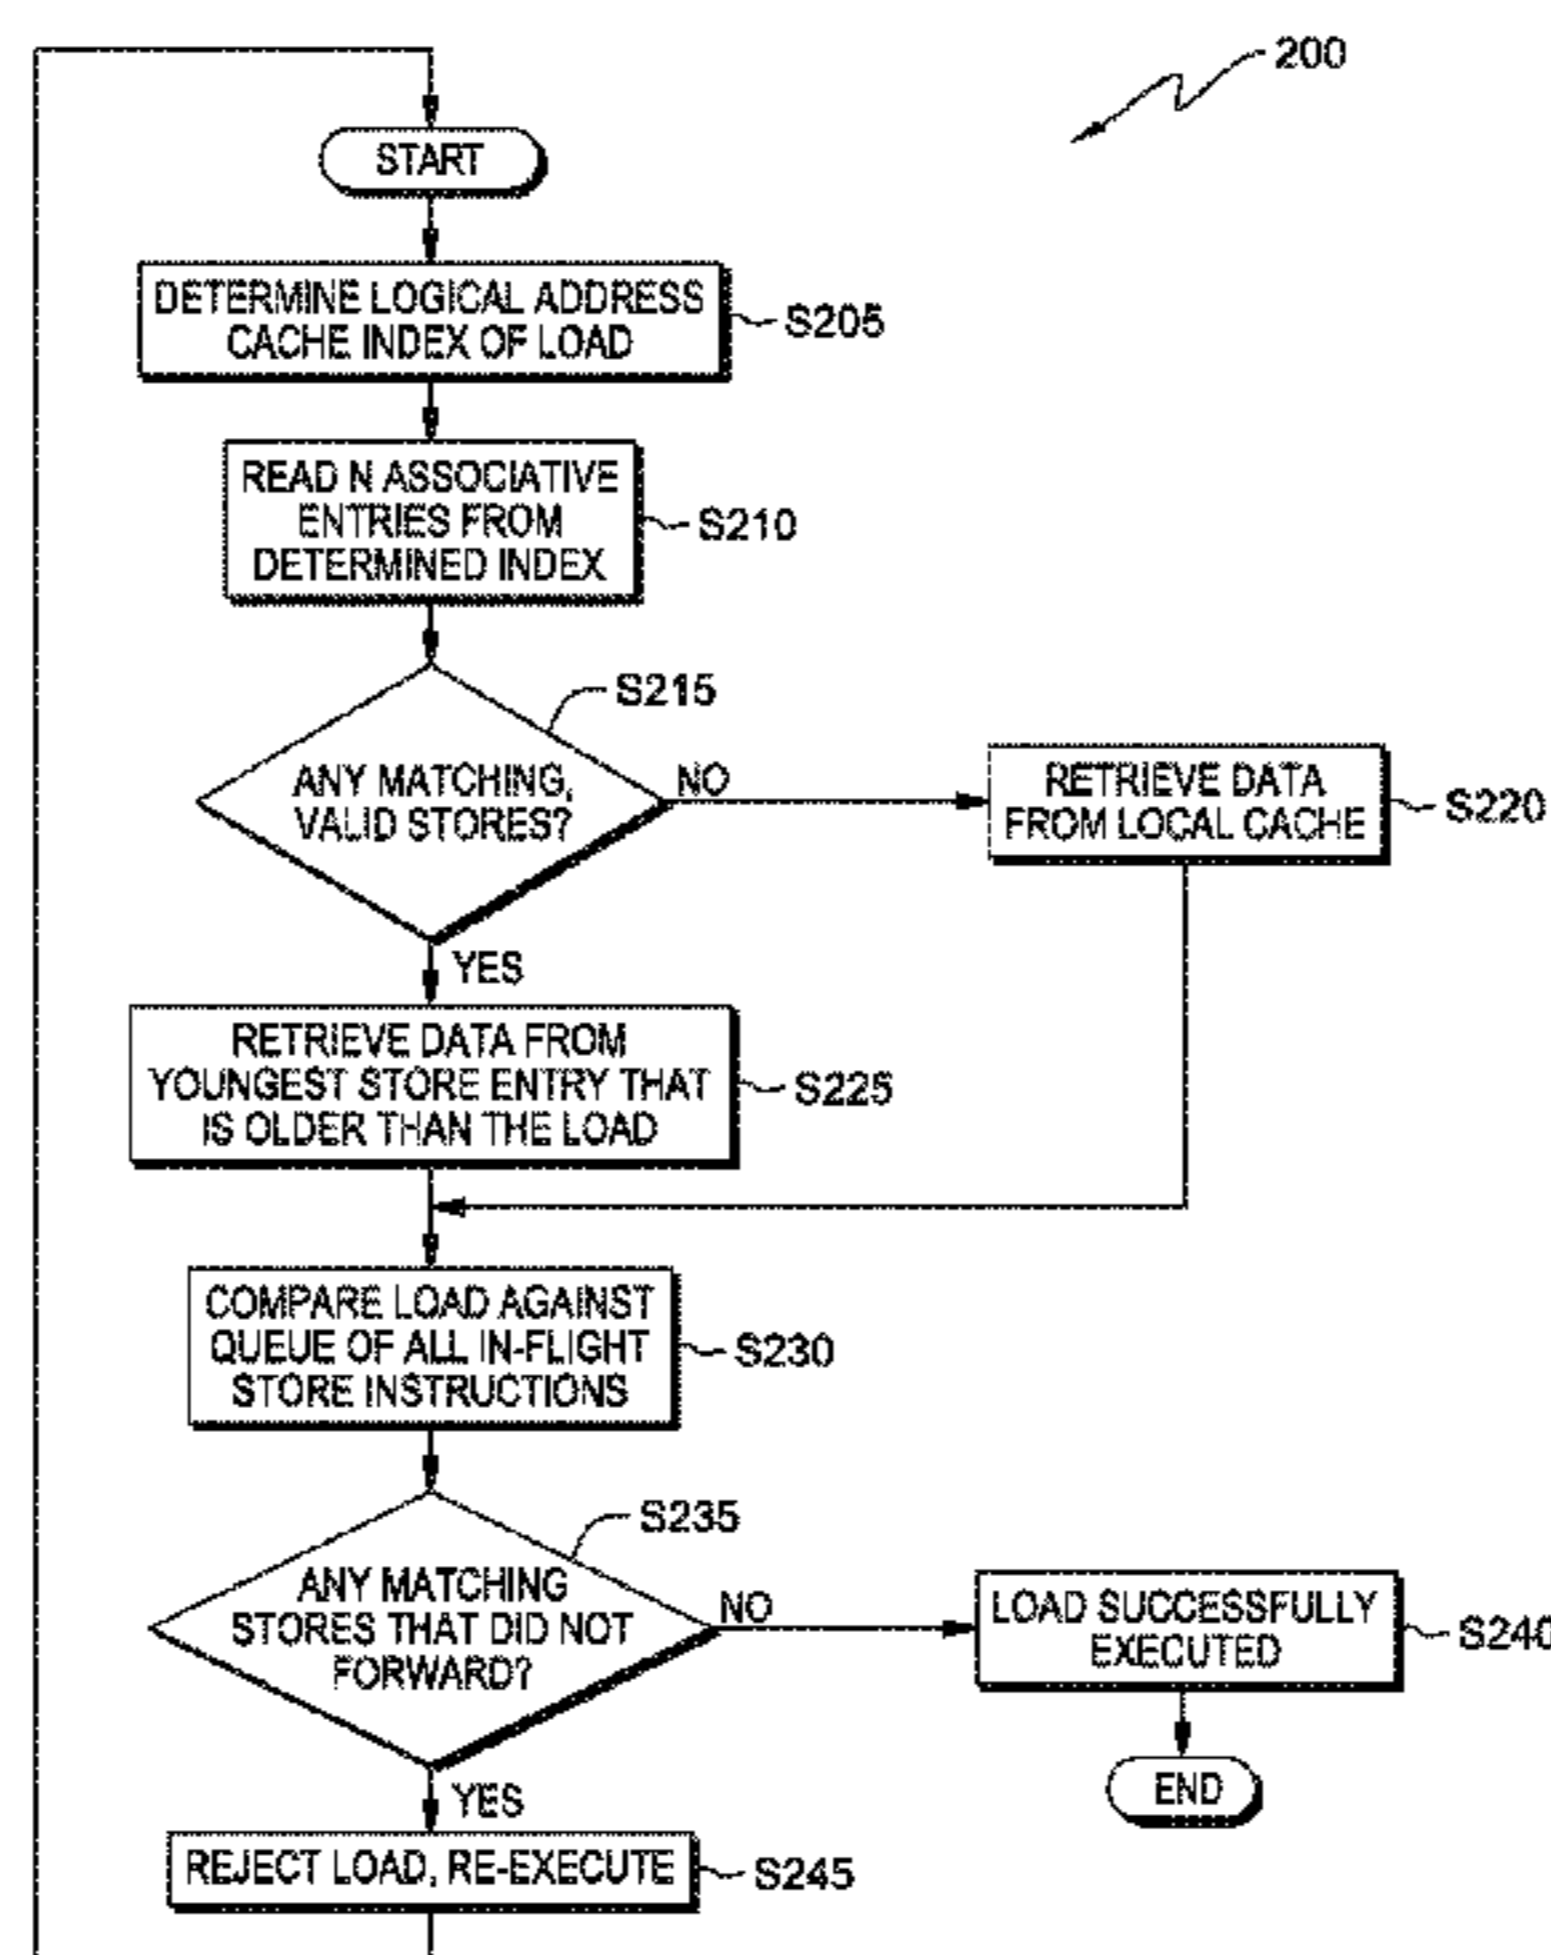 200
START
DETERMINE LOGICAL ADDRESS
CACHE INDEX OF LOAD
S205
READ N ASSOCIATIVE
ENTRIES FROM
DETERMINED INDEX
S210
S215
ANY MATCHING,
VALID STORES?
NO
RETRIEVE DATA
FROM LOCAL CACHE
S220
YES
RETRIEVE DATA FROM
YOUNGEST STORE ENTRY THAT
IS OLDER THAN THE LOAD
S225
COMPARE LOAD AGAINST
QUEUE OF ALL IN-FLIGHT
STORE INSTRUCTIONS
S230
S235
ANY MATCHING
STORES THAT DID NOT
FORWARD?
NO
LOAD SUCCESSFULLY
EXECUTED
S240
END
YES
REJECT LOAD, RE-EXECUTE
S245